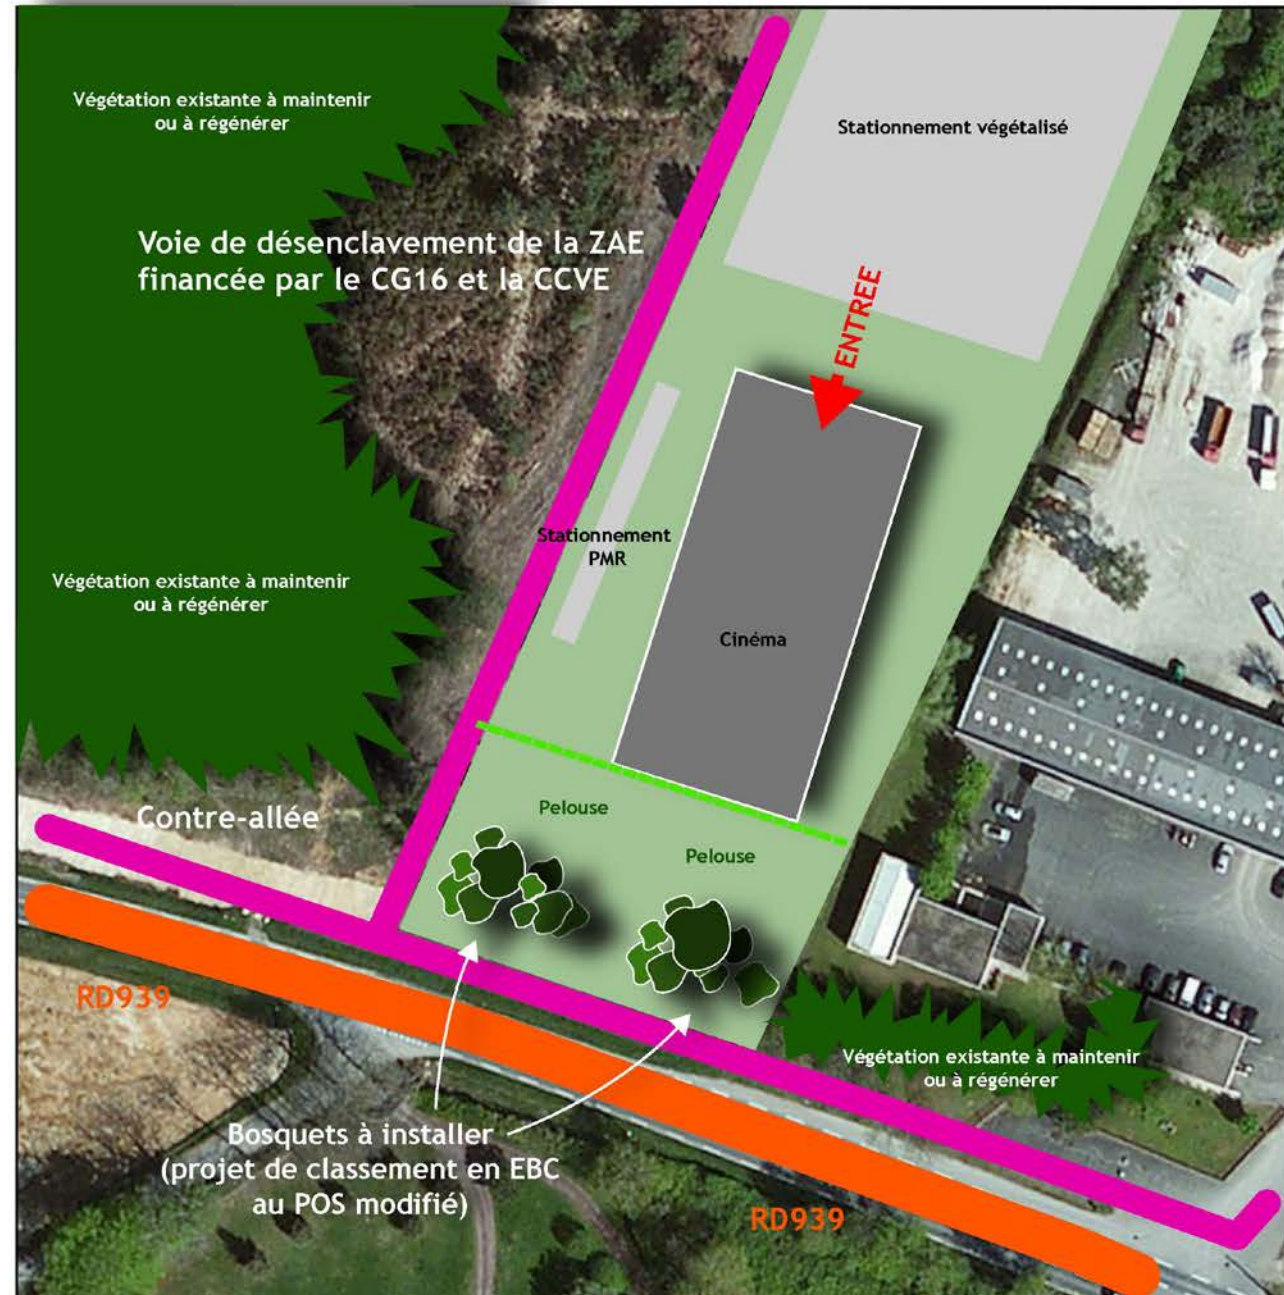 Végétation existante à maintenir
ou à régénérer
Stationnement végétalisé
Voie de désenclavement de la ZAE
financée par le CG16 et la CCVE
ENTREE
Stationnement
PMR
Végétation existante à maintenir
ou à régénérer
Cinéma
Contre-allée
Pelouse
Pelouse
RD939
Végétation existante à maintenir
ou à régénérer
Bosquets à installer
(projet de classement en EBC
au POS modifié)
RD939